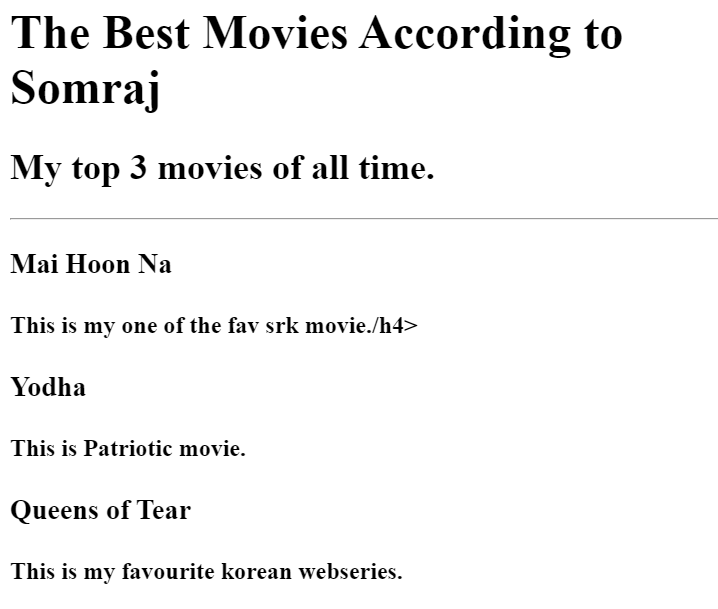 The Best Movies According to
Somraj
My top 3 movies of all time.
Mai Hoon Na
This is my one of the fav srk movie./h4>
Yodha
This is Patriotic movie.
Queens of Tear
This is my favourite korean webseries.